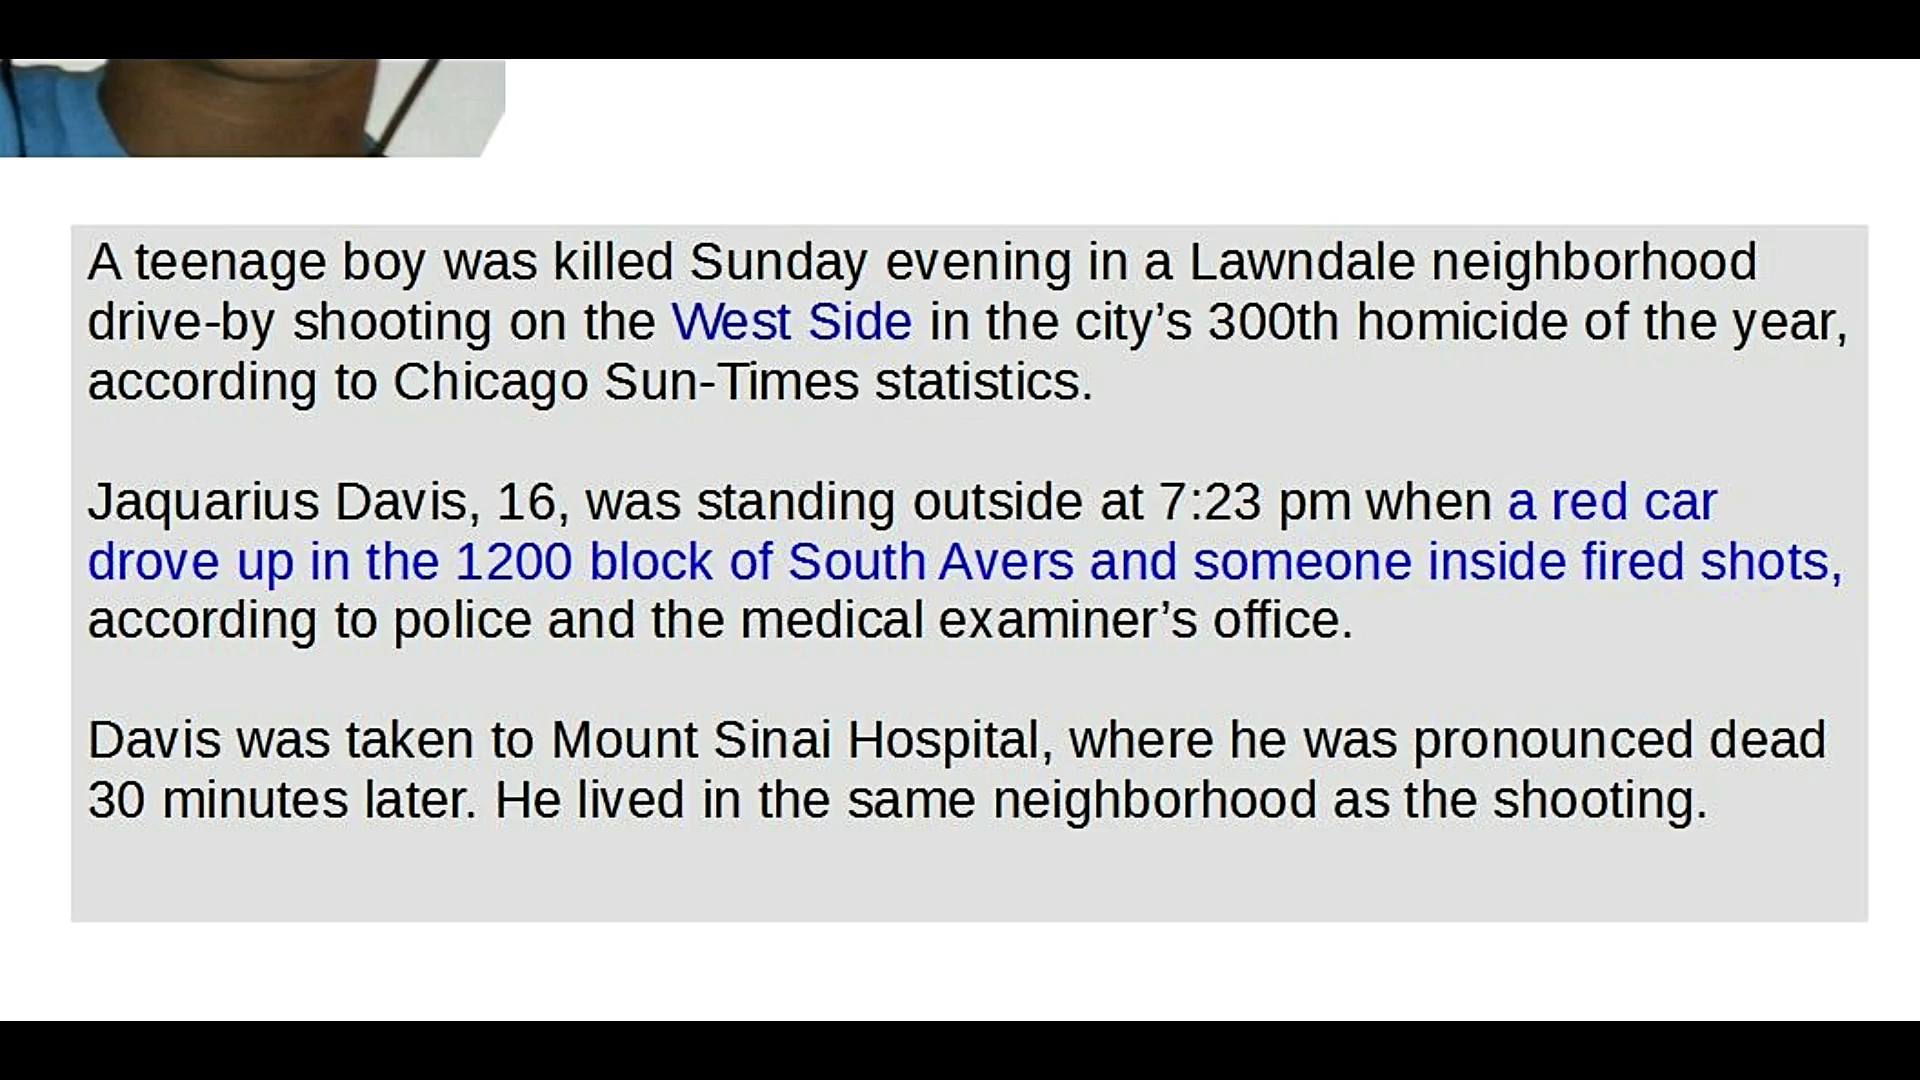 A teenage boy was killed Sunday evening in a Lawndale neighborhood
drive-by shooting on the West Side in the city’s 300th homicide of the year,
according to Chicago Sun-Times statistics.
Jaquarius Davis, 16, was standing outside at 7:23 pm when a red car
drove up in the 1200 block of South Avers and someone inside fired shots,
according to police and the medical examiner’s office.
Davis was taken to Mount Sinai Hospital, where he was pronounced dead
30 minutes later. He lived in the same neighborhood as the shooting.